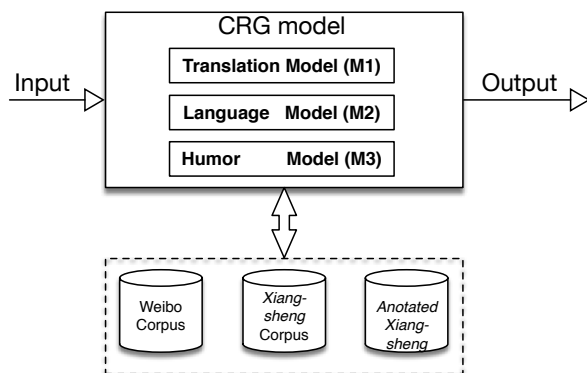 CRG model
Input
Translation Model (M1)
Language Model (M2)
Humor Model (M3)
Output
Weibo
Corpus
Xiang-
sheng
Corpus
Anotated
Xiang-
sheng